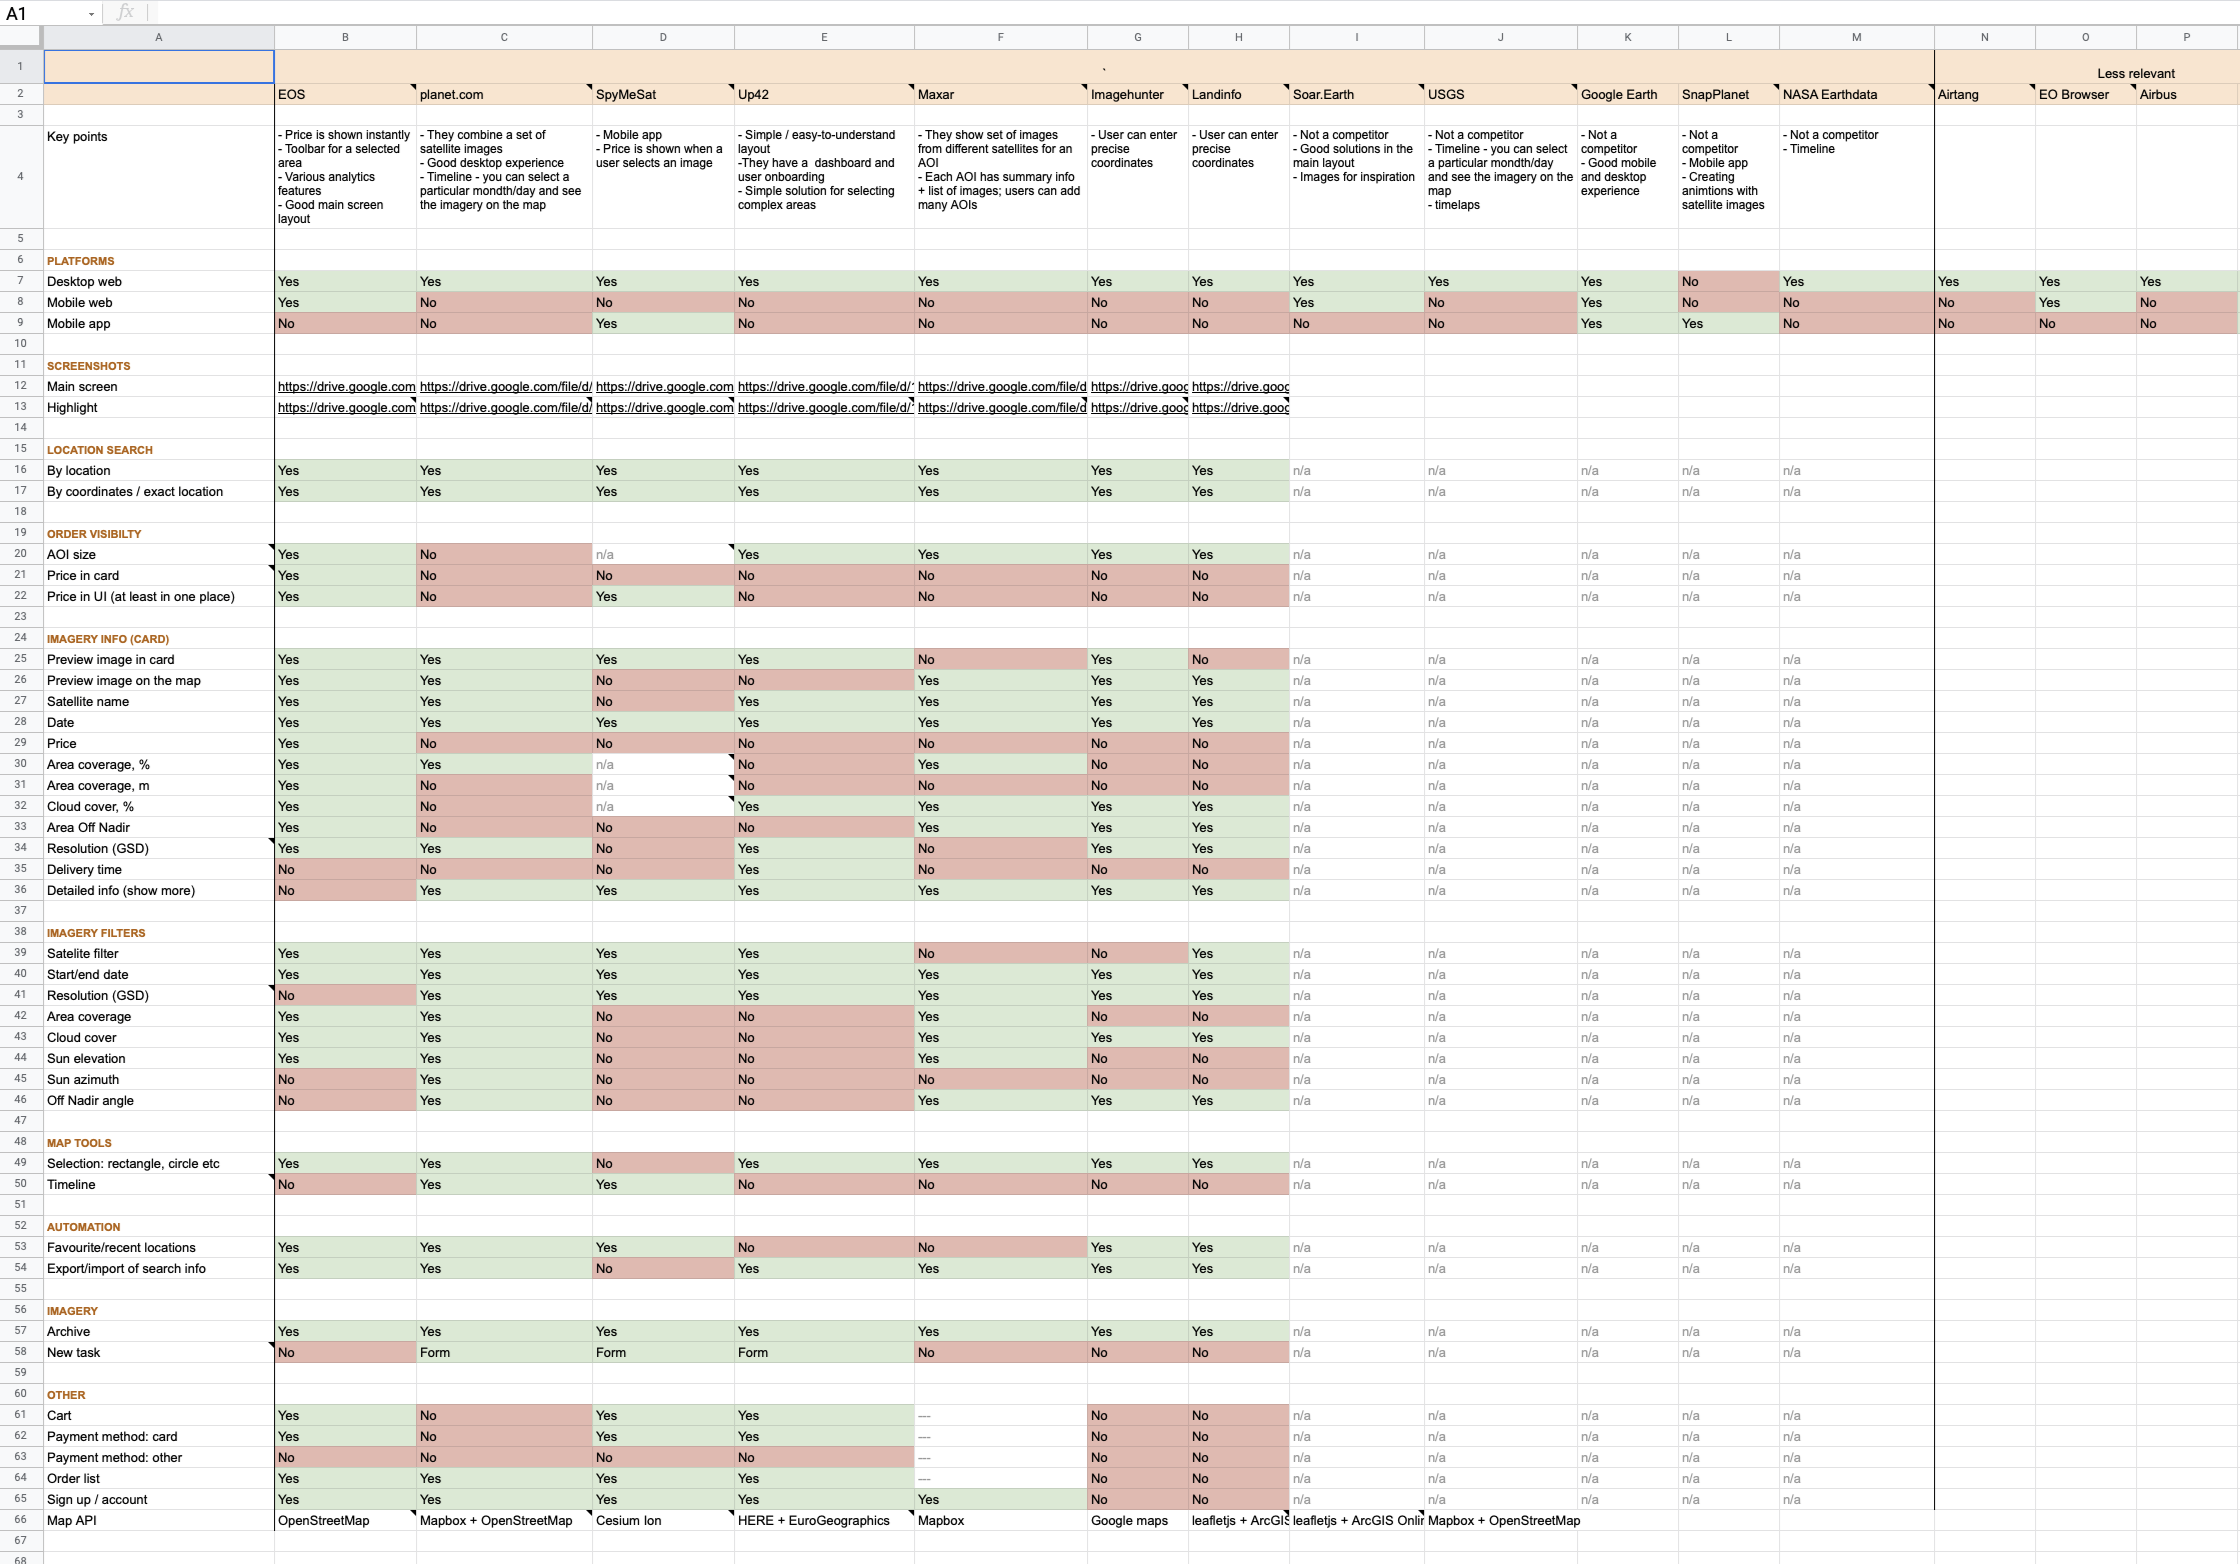 A1
fx
A B C D E F G H I J K L M N O P
1 `
Less relevant
2 EOS planet.com SpyMeSat Up42 Maxar Imagehunter Landinfo Soar.Earth USGS Google Earth SnapPlanet NASA Earthdata Airtang EO Browser Airbus
3
4 Key points
- Price is shown instantly
- Toolbar for a selected
area
- Various analytics
features
- Good main screen
layout
- They combine a set of
satellite images
- Good desktop experience
- Timeline - you can select a
particular mondth/day and see
the imagery on the map
- Mobile app
- Price is shown when a
user selects an image
- Simple / easy-to-understand
layout
-They have a  dashboard and
user onboarding
- Simple solution for selecting
complex areas
- They show set of images
from different satellites for an
AOI
- Each AOI has summary info
+ list of images; users can add
many AOIs
- User can enter
precise
coordinates
- User can enter
precise
coordinates
- Not a competitor
- Good solutions in the
main layout
- Images for inspiration
- Not a competitor
- Timeline - you can select
a particular mondth/day
and see the imagery on the
map
- timelaps
- Not a
competitor
- Good mobile
and desktop
experience
- Not a
competitor
- Mobile app
- Creating
animtions with
satellite images
- Not a competitor
- Timeline
5
6 PLATFORMS
7 Desktop web Yes Yes Yes Yes Yes Yes Yes Yes Yes Yes No Yes Yes Yes Yes
8 Mobile web Yes No No No No No No Yes No Yes No No No Yes No
9 Mobile app No No Yes No No No No No No Yes Yes No No No No
10
11 SCREENSHOTS
12 Main screen https://drive.google.com https://drive.google.com/file/d/ https://drive.google.com https://drive.google.com/file/d/ https://drive.google.com/file/d https://drive.goog https://drive.goog
13 Highlight https://drive.google.com https://drive.google.com/file/d/ https://drive.google.com https://drive.google.com/file/d/ https://drive.google.com/file/d https://drive.goog https://drive.goog
14
15 LOCATION SEARCH
16 By location Yes Yes Yes Yes Yes Yes Yes n/a n/a n/a n/a n/a
17 By coordinates / exact location Yes Yes Yes Yes Yes Yes Yes n/a n/a n/a n/a n/a
18
19 ORDER VISIBILTY
20 AOI size Yes No n/a Yes Yes Yes Yes n/a n/a n/a n/a n/a
21 Price in card Yes No No No No No No n/a n/a n/a n/a n/a
22 Price in UI (at least in one place) Yes No Yes No No No No n/a n/a n/a n/a n/a
23
24 IMAGERY INFO (CARD)
25 Preview image in card Yes Yes Yes Yes No Yes No n/a n/a n/a n/a n/a
26 Preview image on the map Yes Yes No No Yes Yes Yes n/a n/a n/a n/a n/a
27 Satellite name Yes Yes No Yes Yes Yes Yes n/a n/a n/a n/a n/a
28 Date Yes Yes Yes Yes Yes Yes Yes n/a n/a n/a n/a n/a
29 Price Yes No No No No No No n/a n/a n/a n/a n/a
30 Area coverage, % Yes Yes n/a No Yes No No n/a n/a n/a n/a n/a
31 Area coverage, m Yes No n/a No No No No n/a n/a n/a n/a n/a
32 Cloud cover, % Yes No n/a Yes Yes Yes Yes n/a n/a n/a n/a n/a
33 Area Off Nadir Yes No No No Yes Yes Yes n/a n/a n/a n/a n/a
34 Resolution (GSD) Yes Yes No Yes No Yes Yes n/a n/a n/a n/a n/a
35 Delivery time No No No Yes No No No n/a n/a n/a n/a n/a
36 Detailed info (show more) No Yes Yes Yes Yes Yes Yes n/a n/a n/a n/a n/a
37
38 IMAGERY FILTERS
39 Satelite filter Yes Yes Yes Yes No No Yes n/a n/a n/a n/a n/a
40 Start/end date Yes Yes Yes Yes Yes Yes Yes n/a n/a n/a n/a n/a
41 Resolution (GSD) No Yes Yes Yes Yes Yes Yes n/a n/a n/a n/a n/a
42 Area coverage Yes Yes No No Yes No No n/a n/a n/a n/a n/a
43 Cloud cover Yes Yes No No Yes Yes Yes n/a n/a n/a n/a n/a
44 Sun elevation Yes Yes No No Yes No No n/a n/a n/a n/a n/a
45 Sun azimuth No Yes No No No No No n/a n/a n/a n/a n/a
46 Off Nadir angle No Yes No No Yes Yes Yes n/a n/a n/a n/a n/a
47
48 MAP TOOLS
49 Selection: rectangle, circle etc Yes Yes No Yes Yes Yes Yes n/a n/a n/a n/a n/a
50 Timeline No Yes Yes No No No No n/a n/a n/a n/a n/a
51
52 AUTOMATION
53 Favourite/recent locations Yes Yes Yes No No Yes Yes n/a n/a n/a n/a n/a
54 Export/import of search info Yes Yes No Yes Yes Yes Yes n/a n/a n/a n/a n/a
55
56 IMAGERY
57 Archive Yes Yes Yes Yes Yes Yes Yes n/a n/a n/a n/a n/a
58 New task No Form Form Form No No No n/a n/a n/a n/a n/a
59
60 OTHER
61 Cart Yes No Yes Yes --- No No n/a n/a n/a n/a n/a
62 Payment method: card Yes No Yes Yes --- No No n/a n/a n/a n/a n/a
63 Payment method: other No No No No --- No No n/a n/a n/a n/a n/a
64 Order list Yes Yes Yes Yes --- No No n/a n/a n/a n/a n/a
65 Sign up / account Yes Yes Yes Yes Yes No No n/a n/a n/a n/a n/a
66 Map API OpenStreetMap Mapbox + OpenStreetMap Cesium Ion HERE + EuroGeographics Mapbox Google maps leafletjs + ArcGIS leafletjs + ArcGIS Onlin Mapbox + OpenStreetMap
67
68